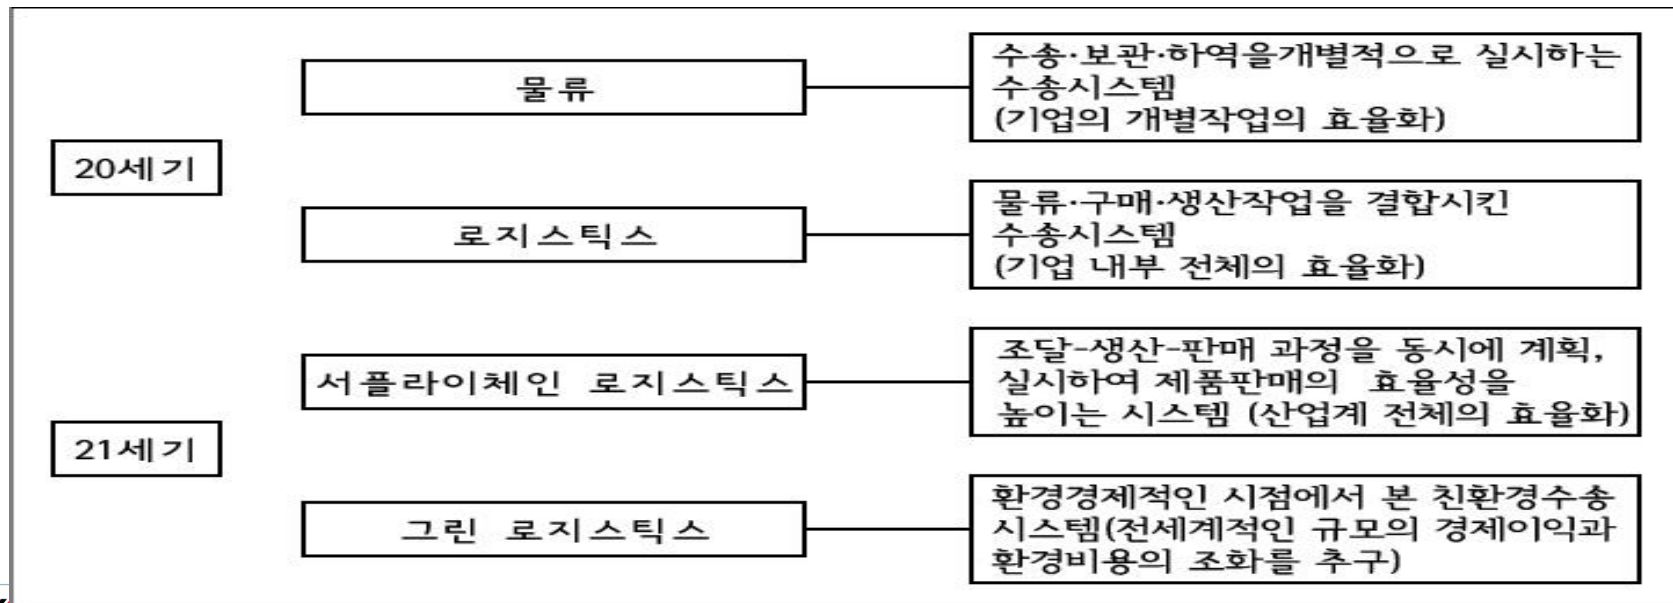 20세기
물류
수송·보관·하역을개별적으로 실시하는
수송시스템
(기업의 개별작업의 효율화)
로지스틱스
물류·구매·생산작업을 결합시킨
수송시스템
(기업 내부 전체의 효율화)
21세기
서플라이체인 로지스틱스
조달-생산-판매 과정을 동시에 계획,
실시하여 제품판매의 효율성을
높이는 시스템 (산업계 전체의 효율화)
그린 로지스틱스
환경경제적인 시점에서 본 친환경수송
시스템(전세계적인 규모의 경제이익과
환경비용의 조화를 추구)